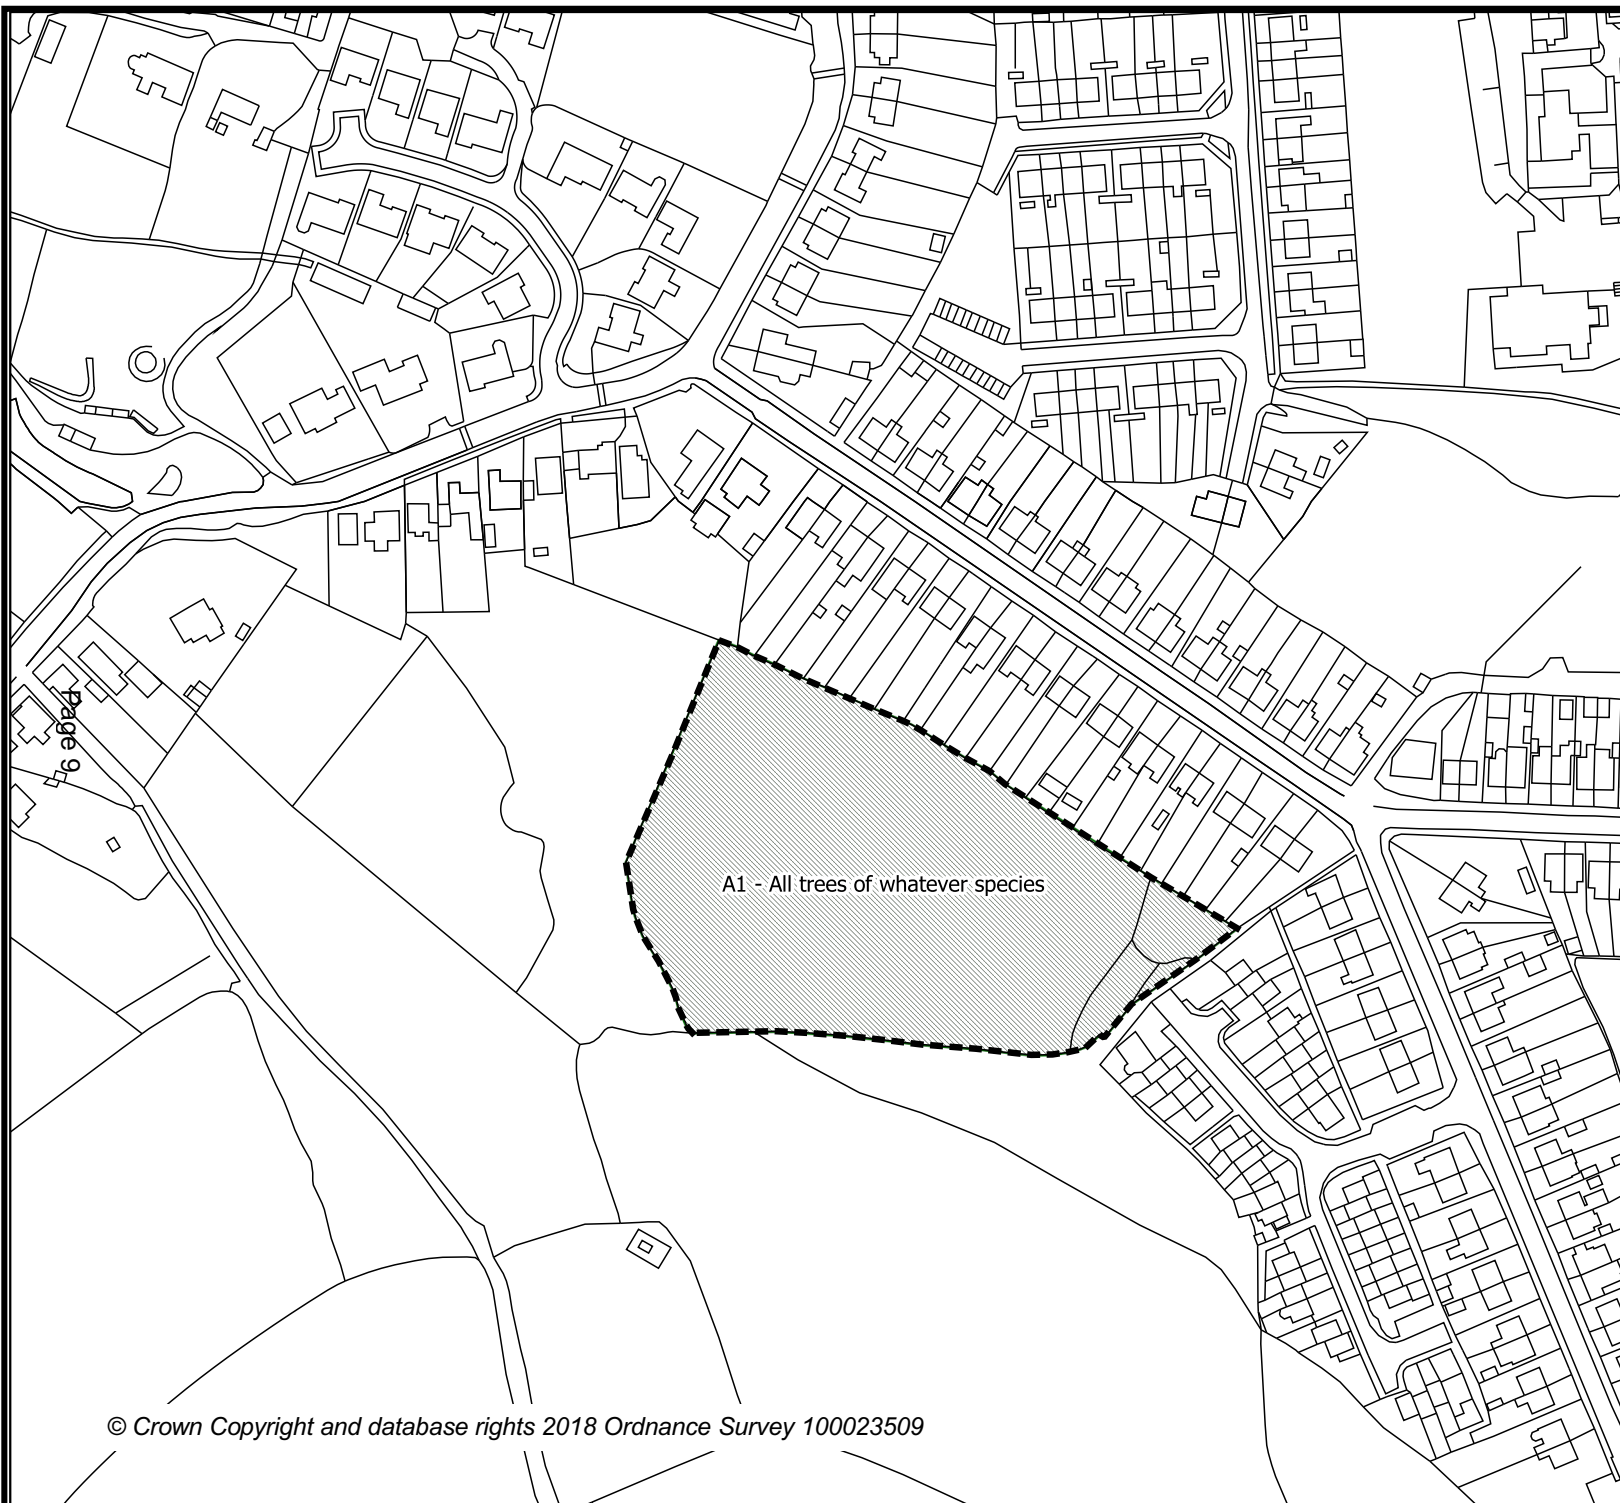 Page 9
A1 - All trees of whatever species
© Crown Copyright and database rights 2018 Ordnance Survey 100023509